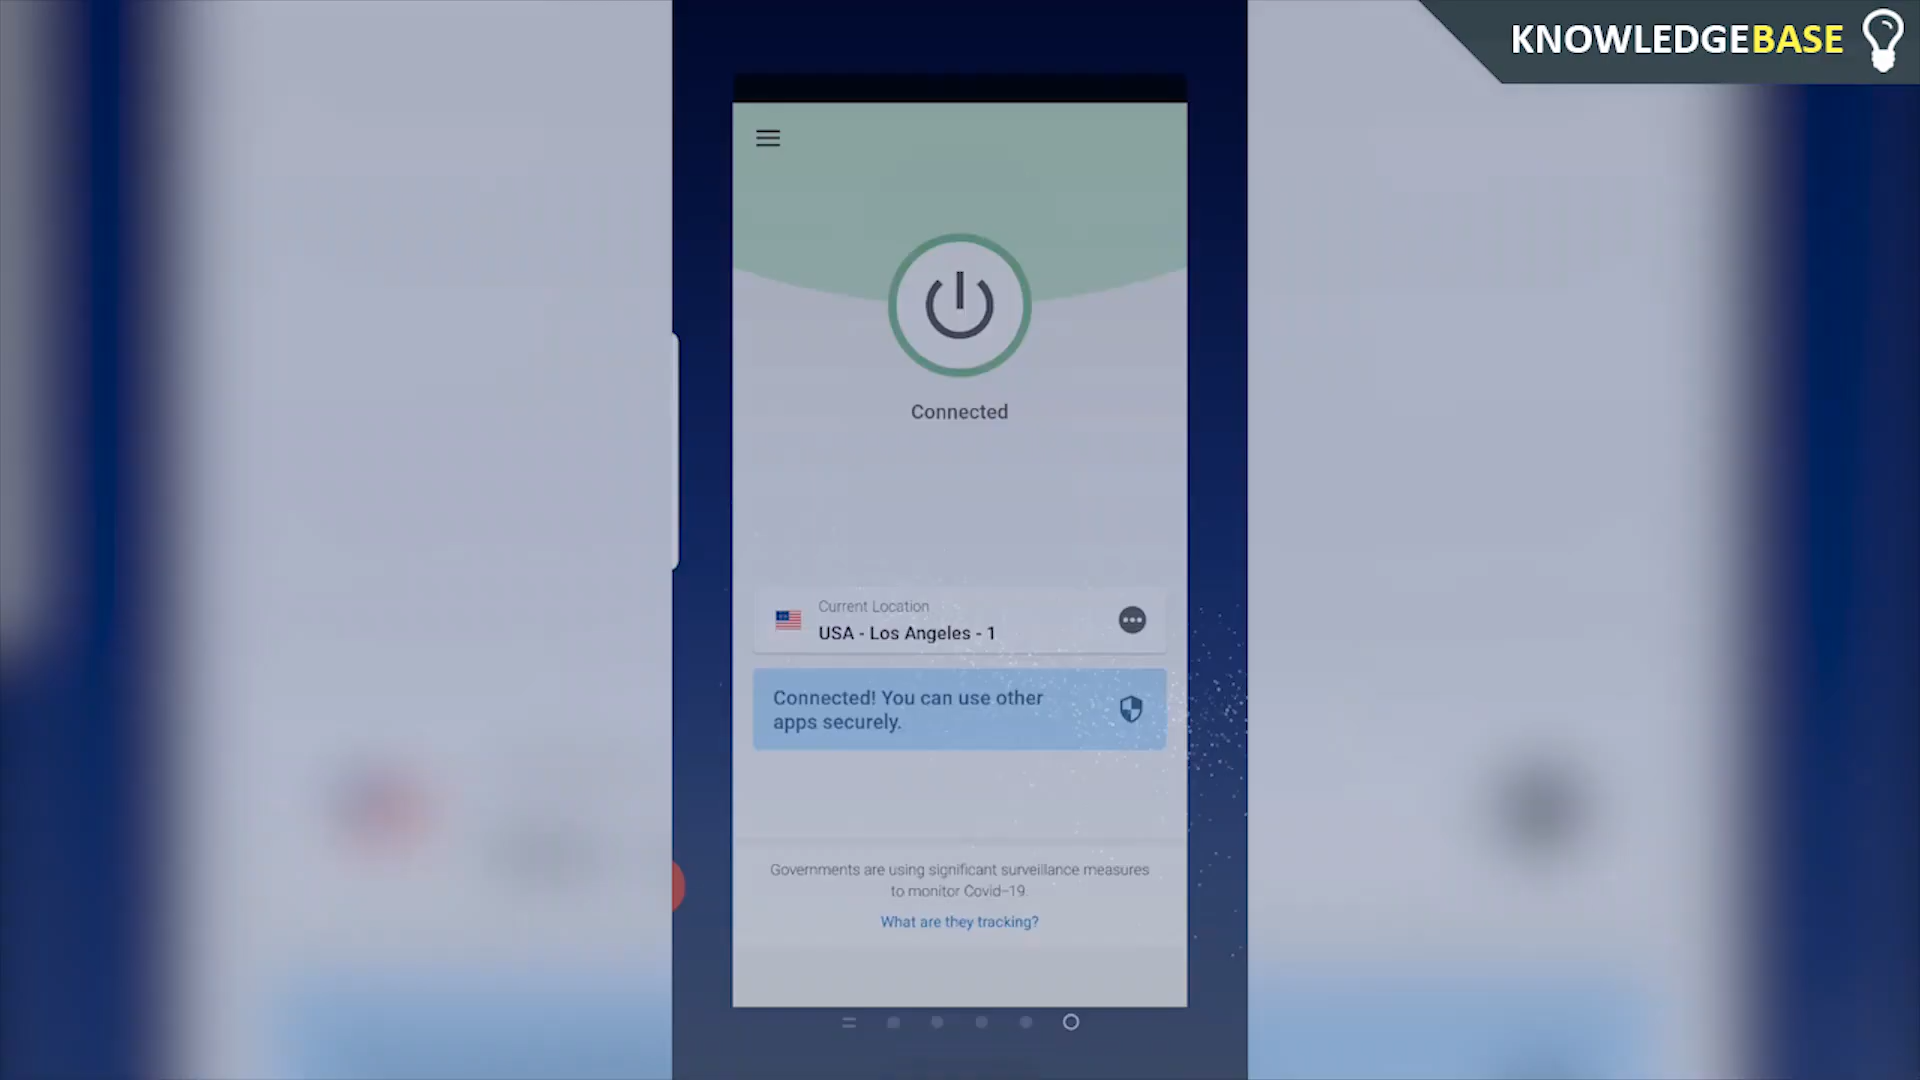 KNOWLEDGEBASE
Connected
Current Location
USA - Los Angeles - 1
Connected! You can use other
apps securely.
Governments are using significant surveillance measures
to monitor Covid-19.
What are they tracking?